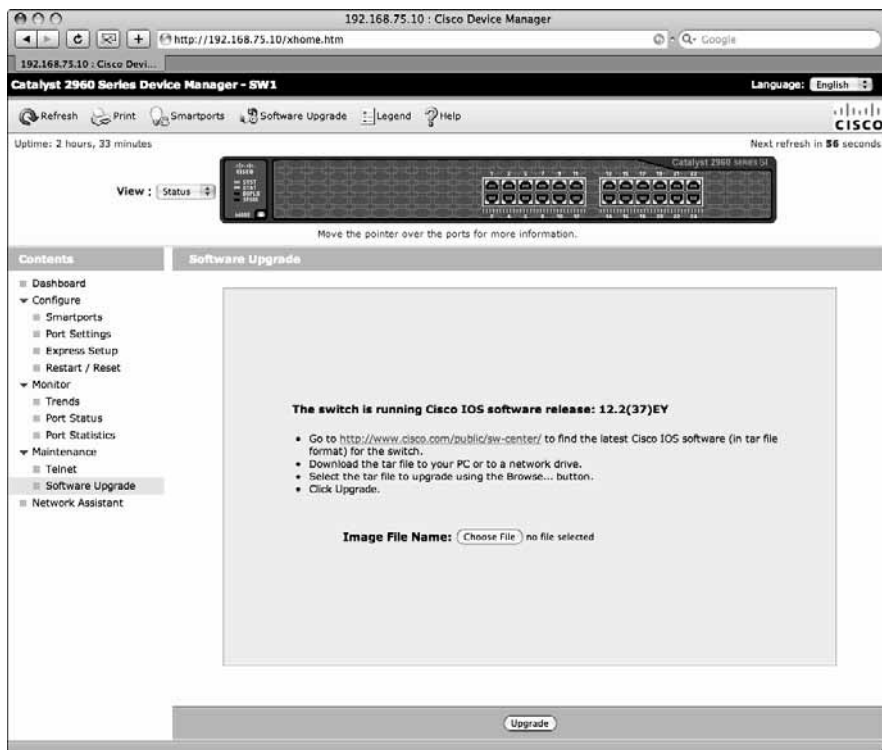 192.168.75.10 : Cisco Device Manager
http://192.168.75.10/xhome.htm
Google
192.168.75.10 : Cisco Devi...
Catalyst 2960 Series Device Manager - SW1
Language: English
Refresh
Print
Smartports
Software Upgrade
Legend
Help
CISCO
Uptime: 2 hours, 33 minutes
Next refresh in 56 seconds
View : Status
Catalyst 2960 SERIES SI
Move the pointer over the ports for more information.
Contents
Software Upgrade
Dashboard
Configure
Smartports
Port Settings
Express Setup
Restart / Reset
Monitor
Trends
Port Status
Port Statistics
Maintenance
Telnet
Software Upgrade
Network Assistant
The switch is running Cisco IOS software release: 12.2(37)EY
• Go to http://www.cisco.com/public/sw-center/ to find the latest Cisco IOS software (in tar file
format) for the switch.
• Download the tar file to your PC or to a network drive.
• Select the tar file to upgrade using the Browse... button.
• Click Upgrade.
Image File Name: Choose File no file selected
Upgrade